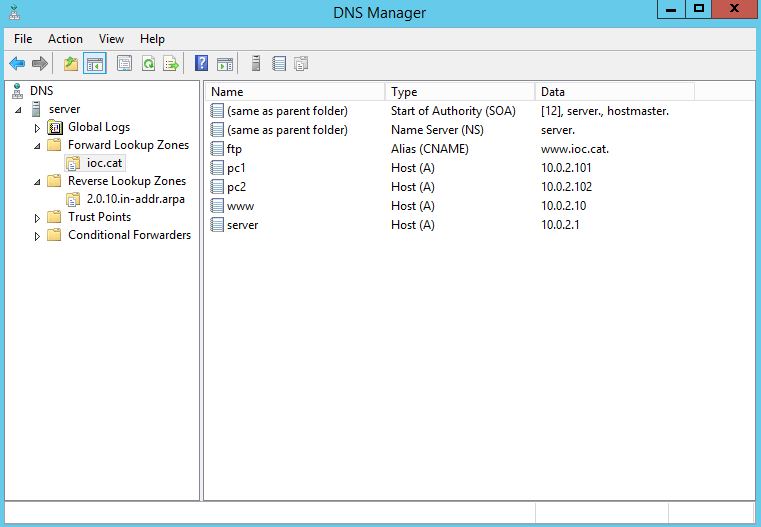 DNS Manager
File Action View Help
DNS
server
Global Logs
Forward Lookup Zones
ioc.cat
Reverse Lookup Zones
2.0.10.in-addr.arpa
Trust Points
Conditional Forwarders
Name Type Data
(same as parent folder) Start of Authority (SOA) [12], server., hostmaster.
(same as parent folder) Name Server (NS) server.
ftp Alias (CNAME) www.ioc.cat.
pc1 Host (A) 10.0.2.101
pc2 Host (A) 10.0.2.102
www Host (A) 10.0.2.10
server Host (A) 10.0.2.1